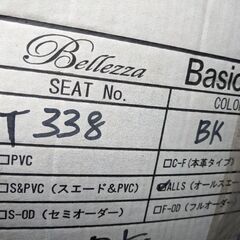 Bellezza Basic
SEAT No. COLO
T 338 BK
□PVC □C-F(本革タイプ)
□S&PVC(スエード&PVC) ☑ALLS(オールスエー
□S-OD(セミオーダー) □F-OD(フルオーダー